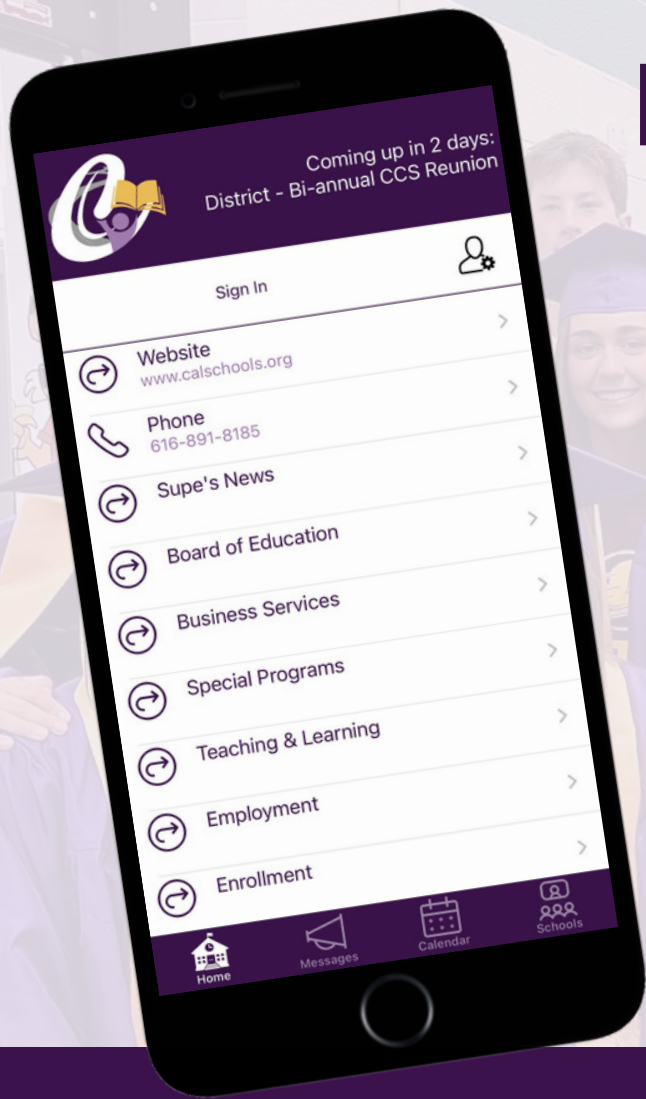 Coming up in 2 days:
District - Bi-annual CCS Reunion
Sign In
Website
www.calschools.org
Phone
616-891-8185
Supe's News
Board of Education
Business Services
Special Programs
Teaching & Learning
Employment
Enrollment
Home
Messages
Calendar
Schools